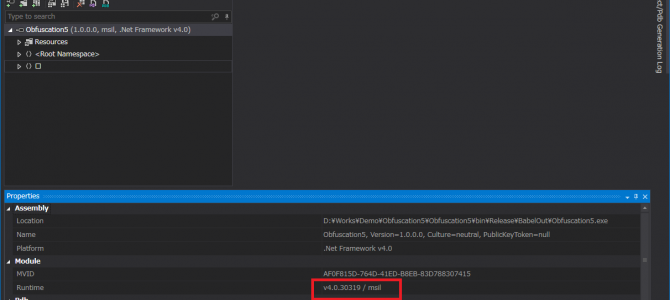 Type to search
Obfuscation5 (1.0.0.0, msil, .Net Framework v4.0)
Resources
<Root Namespace>
ct/Pdb Generation Log
Properties
Assembly
Location D:¥Works¥Demo¥Obfuscation5¥Obfuscation5¥bin¥Release¥BabelOut¥Obfuscation5.exe
Name Obfuscation5, Version=1.0.0.0, Culture=neutral, PublicKeyToken=null
Platform .Net Framework v4.0
Module
MVID AF0F815D-764D-41ED-B8EB-83D788307415
Runtime v4.0.30319 / msil
Pdb